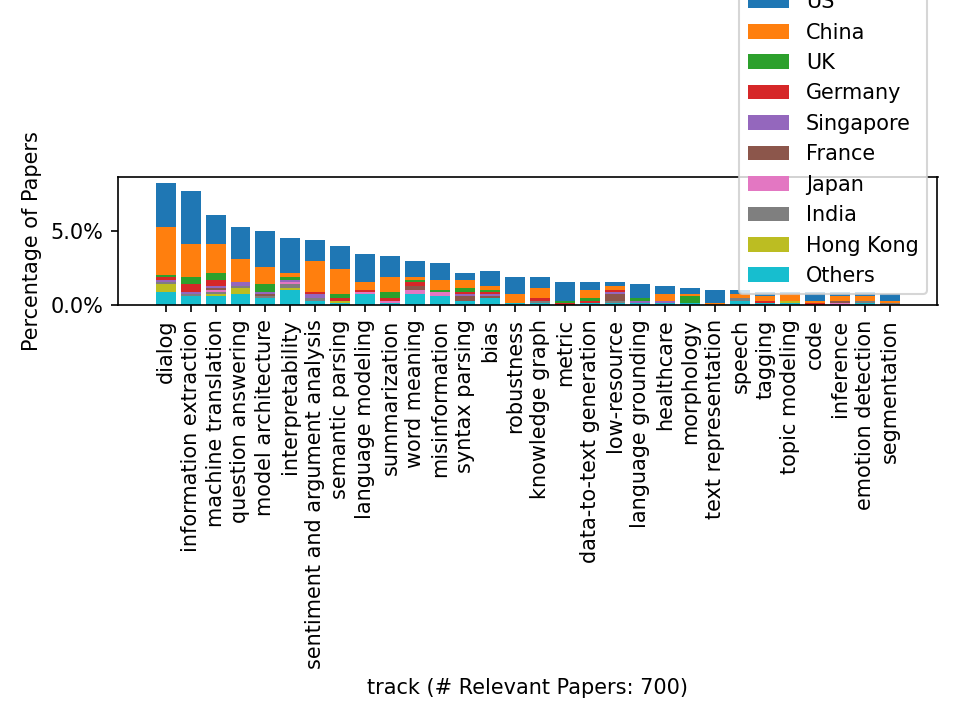 US
China
UK
Germany
Singapore
France
Japan
India
Hong Kong
Others
Percentage of Papers
5.0%
0.0%
dialog
information extraction
machine translation
question answering
model architecture
interpretability
sentiment and argument analysis
semantic parsing
language modeling
summarization
word meaning
misinformation
syntax parsing
bias
robustness
knowledge graph
metric
data-to-text generation
low-resource
language grounding
healthcare
morphology
text representation
speech
tagging
topic modeling
code
inference
emotion detection
segmentation
track (# Relevant Papers: 700)